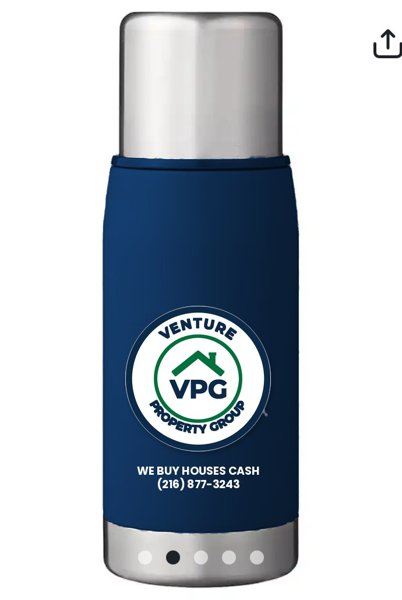 VENTURE
VPG
PROPERTY GROUP
WE BUY HOUSES CASH
(216) 877-3243